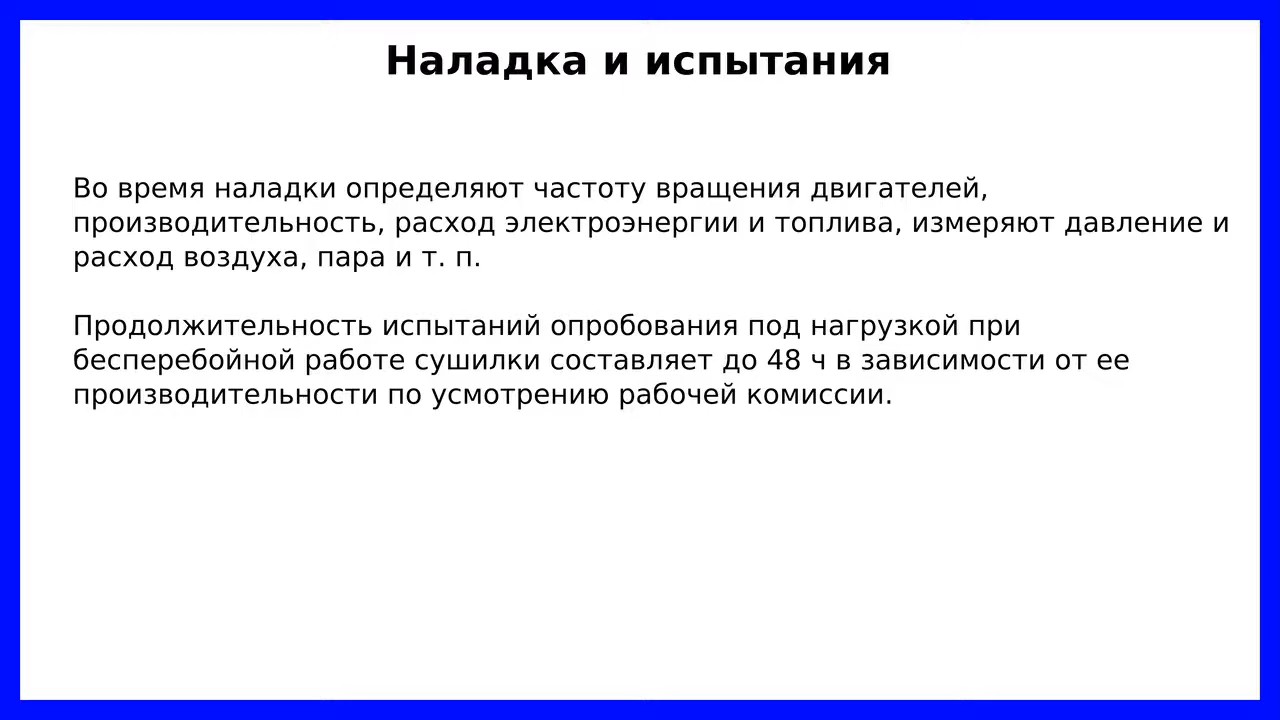 Наладка и испытания
Во время наладки определяют частоту вращения двигателей,
производительность, расход электроэнергии и топлива, измеряют давление и
расход воздуха, пара и т. п.
Продолжительность испытаний опробования под нагрузкой при
бесперебойной работе сушилки составляет до 48 ч в зависимости от ее
производительности по усмотрению рабочей комиссии.